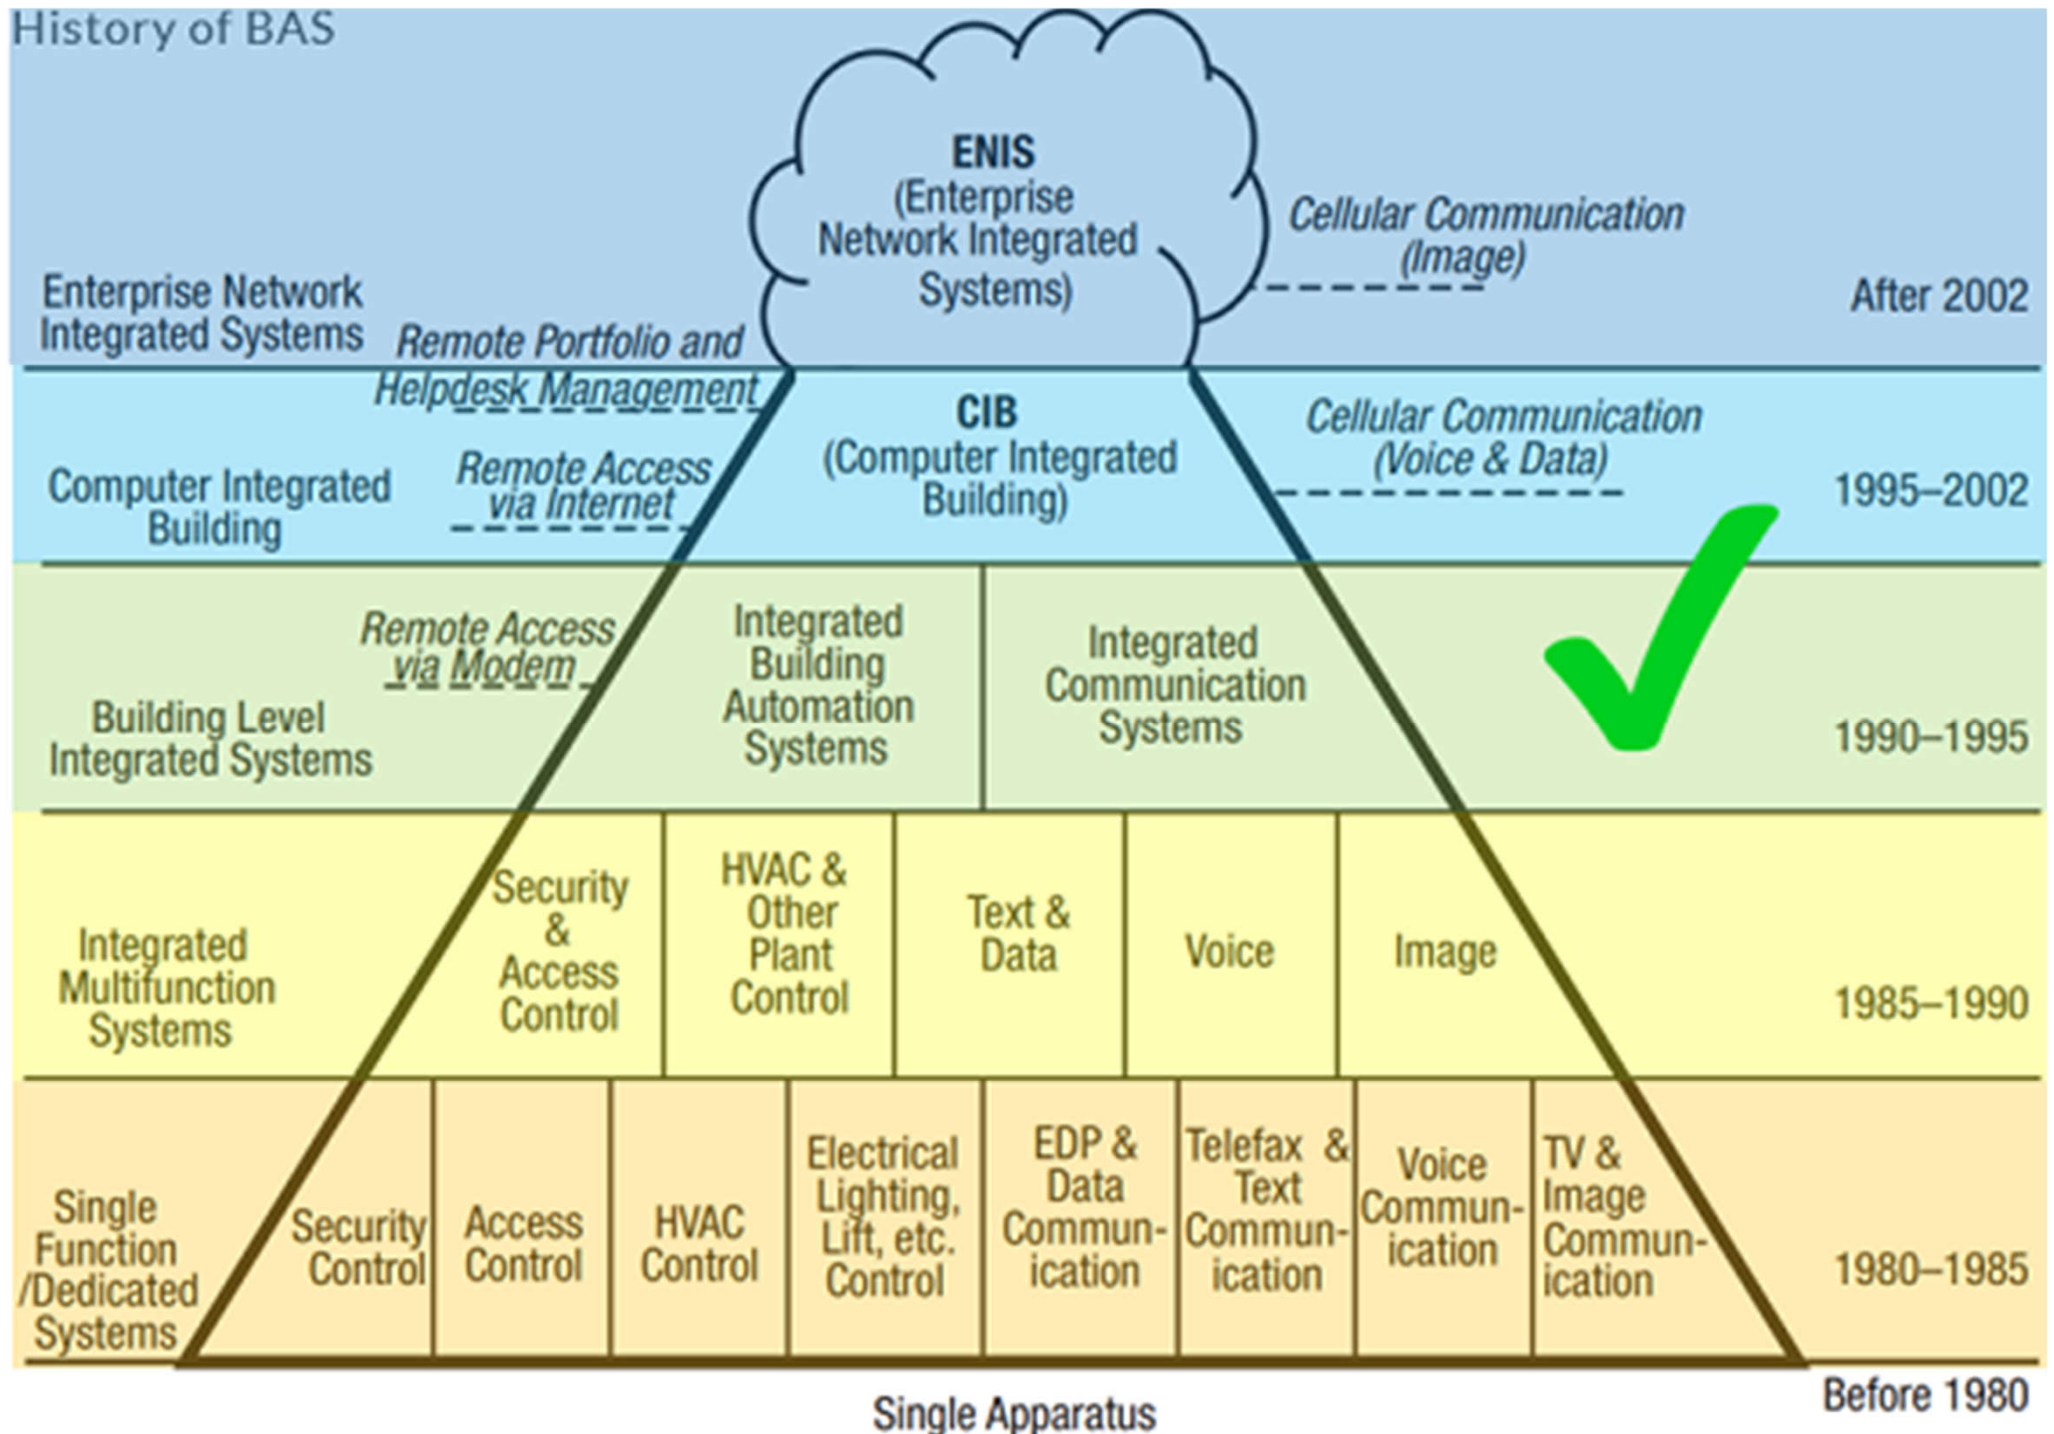 History of BAS
ENIS
(Enterprise
Network Integrated
Systems)
Cellular Communication
(Image)
After 2002
Enterprise Network
Integrated Systems
Remote Portfolio and
Helpdesk Management
CIB
(Computer Integrated
Building)
Cellular Communication
(Voice & Data)
1995–2002
Computer Integrated
Building
Remote Access
via Internet
Remote Access
via Modem
Integrated
Building
Automation
Systems
Integrated
Communication
Systems
Building Level
Integrated Systems
1990–1995
Integrated
Multifunction
Systems
Security
&
Access
Control
HVAC &
Other
Plant
Control
Text &
Data
Voice
Image
1985–1990
Single
Function
/Dedicated
Systems
Security
Control
Access
Control
HVAC
Control
Electrical
Lighting,
Lift, etc.
Control
EDP &
Data
Commun-
ication
Telefax &
Text
Commun-
ication
Voice
Commun-
ication
TV &
Image
Commun-
ication
1980–1985
Single Apparatus
Before 1980